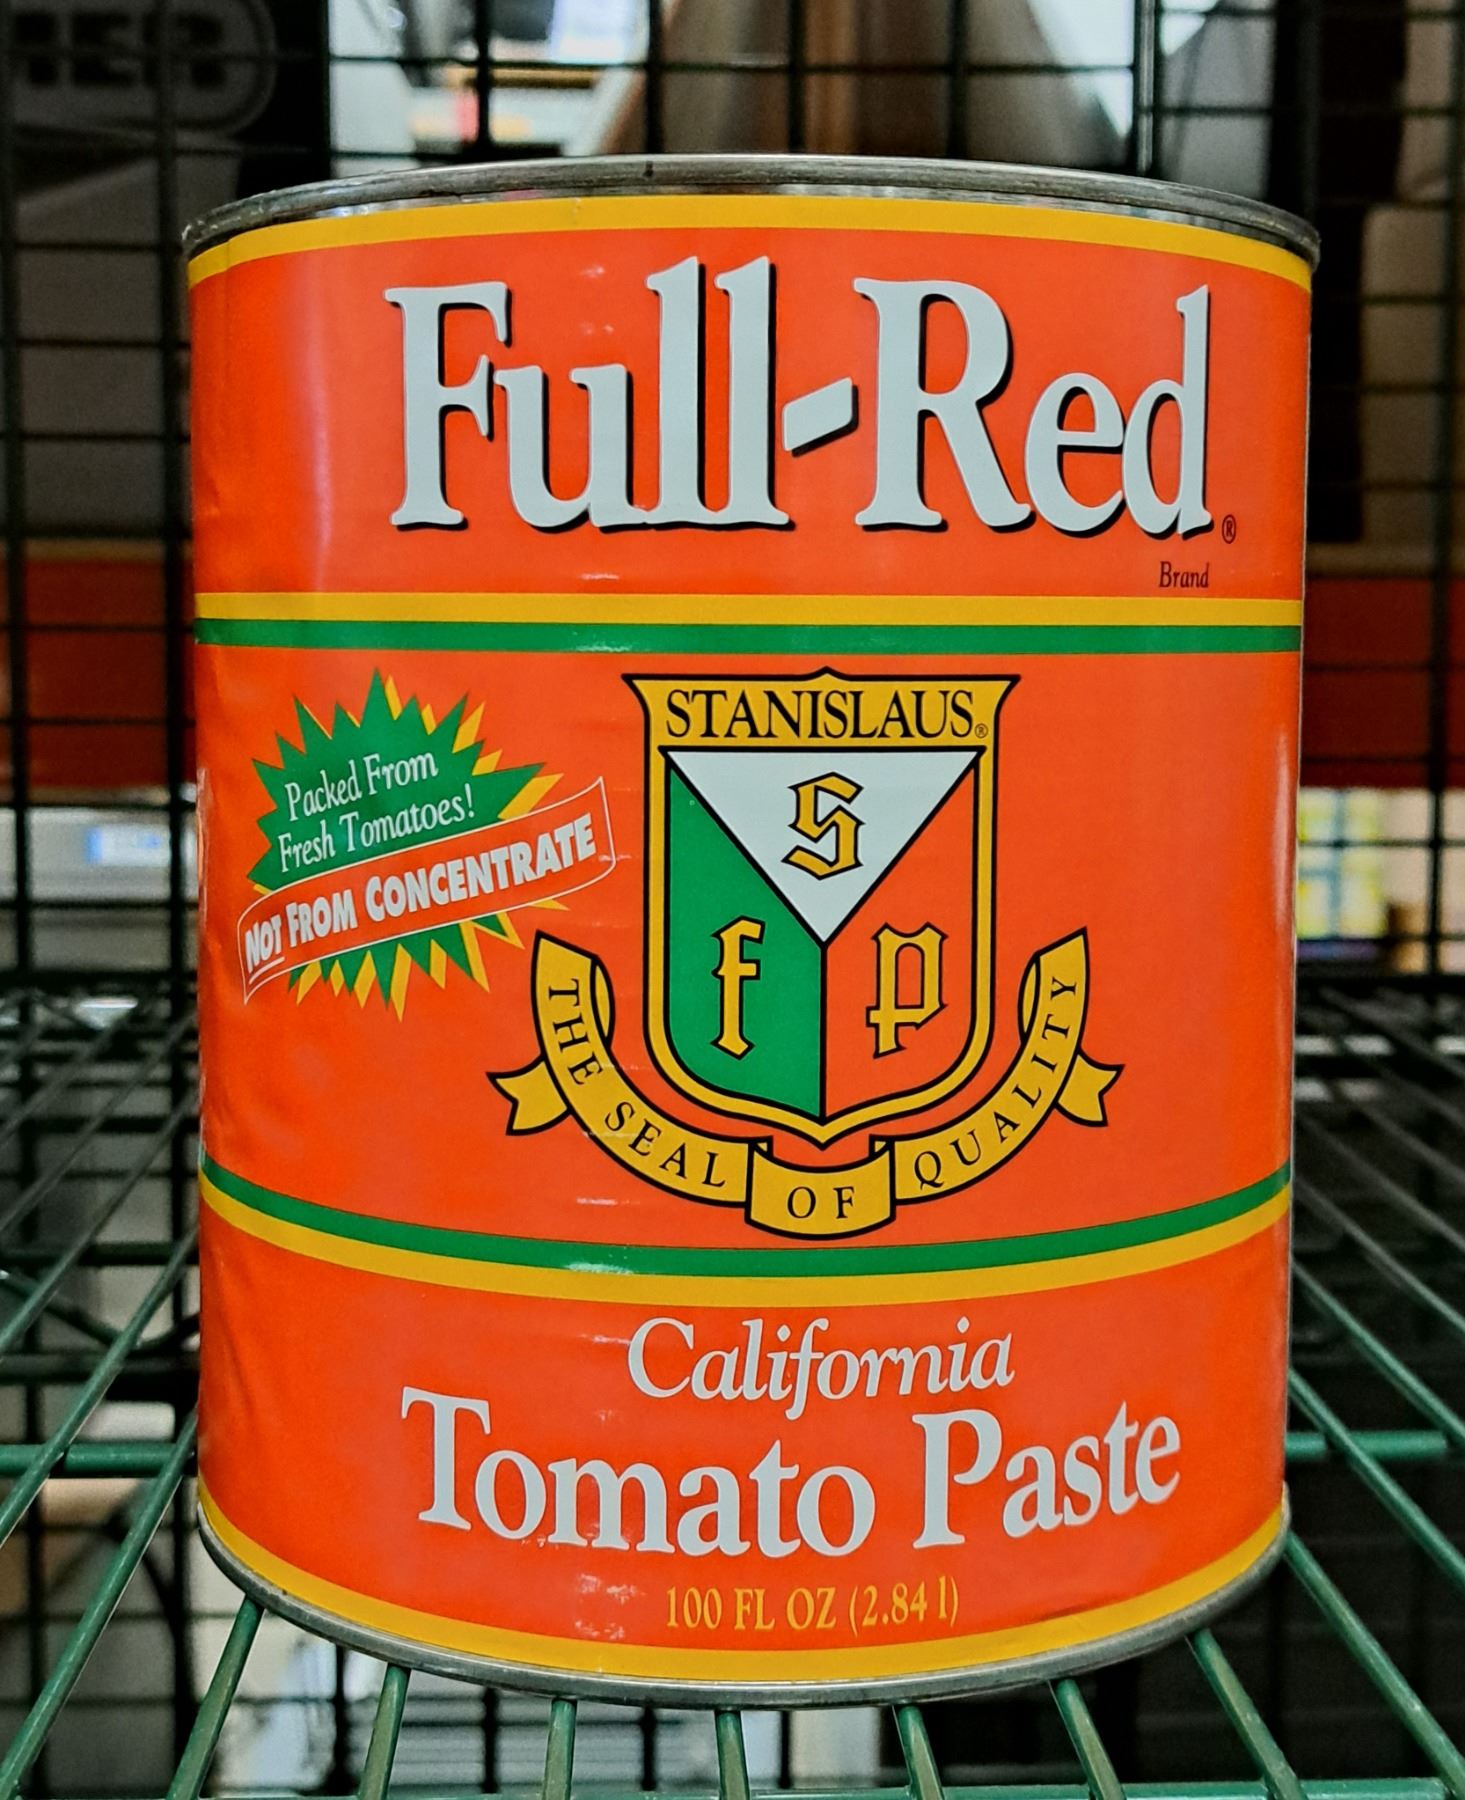 Full-Red®
Brand
Packed From
Fresh Tomatoes!
NOT FROM CONCENTRATE
STANISLAUS®
S
f p
THE SEAL OF QUALITY
California
Tomato Paste
100 FL OZ (2.84 l)